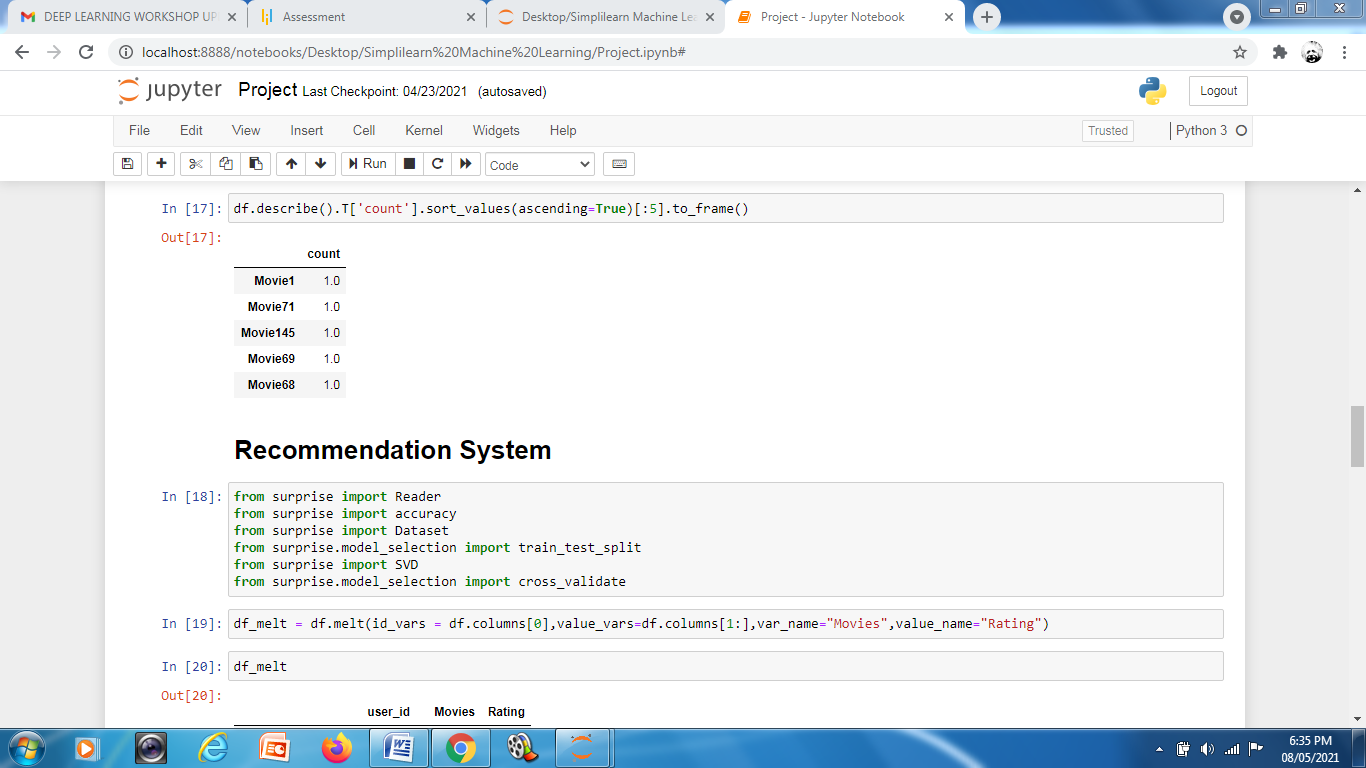 DEEP LEARNING WORKSHOP UP
Assessment
Desktop/Simplilearn Machine Lea
Project - Jupyter Notebook
localhost:8888/notebooks/Desktop/Simplilearn%20Machine%20Learning/Project.ipynb#
jupyter Project Last Checkpoint: 04/23/2021 (autosaved)
Logout
File Edit View Insert Cell Kernel Widgets Help
Trusted
Python 3
Run
Code
In [17]: df.describe().T['count'].sort_values(ascending=True)[:5].to_frame()
Out[17]:
count
Movie1 1.0
Movie71 1.0
Movie145 1.0
Movie69 1.0
Movie68 1.0
Recommendation System
In [18]: from surprise import Reader
from surprise import accuracy
from surprise import Dataset
from surprise.model_selection import train_test_split
from surprise import SVD
from surprise.model_selection import cross_validate
In [19]: df_melt = df.melt(id_vars = df.columns[0],value_vars=df.columns[1:],var_name="Movies",value_name="Rating")
In [20]: df_melt
Out[20]:
user_id Movies Rating
6:35 PM
08/05/2021